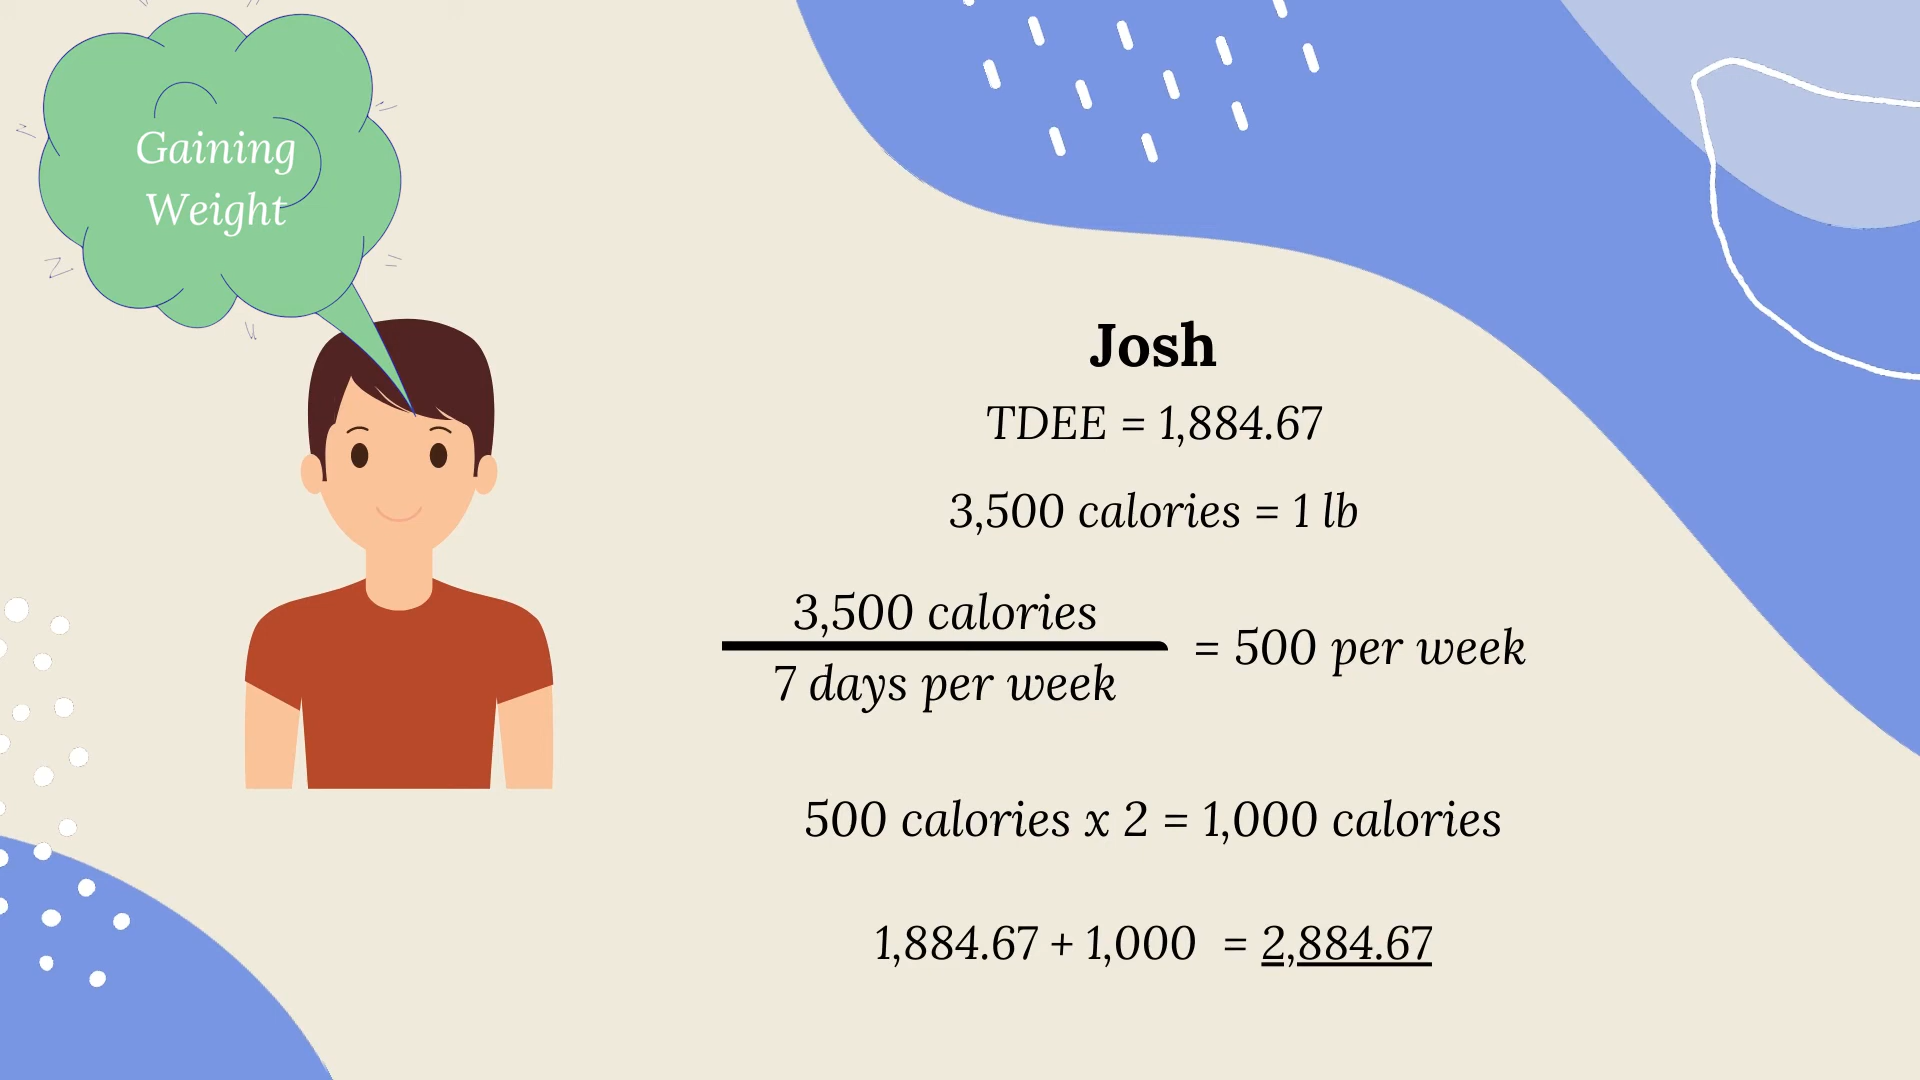 Gaining
Weight
Josh
TDEE = 1,884.67
3,500 calories = 1 lb
3,500 calories
7 days per week
= 500 per week
500 calories x 2 = 1,000 calories
1,884.67 + 1,000 = 2,884.67